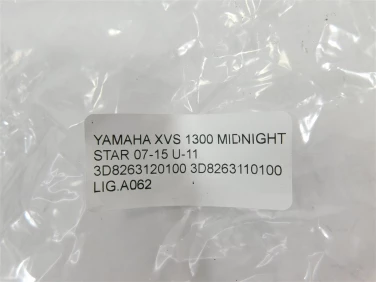 YAMAHA XVS 1300 MIDNIGHT
STAR 07-15 U-11
3D8263120100 3D8263110100
LIG.A062